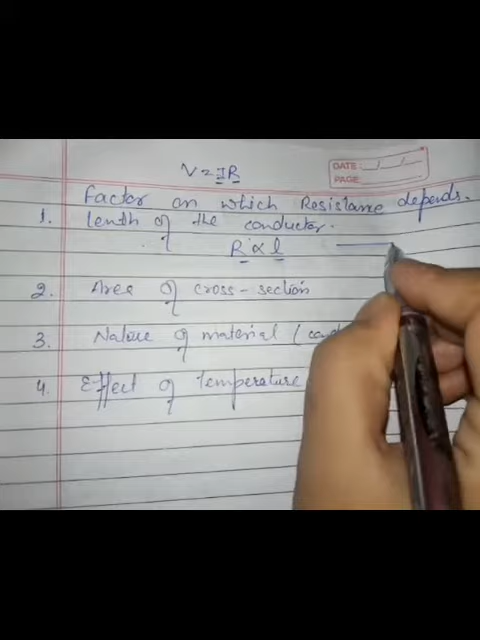 V = IR
DATE: / /
PAGE:
Factor on which Resistance depends.
1. Lenth of the conductor.
R ∝ l
2. Area of cross-section
3. Nature of material (
4. Effect of Temperature